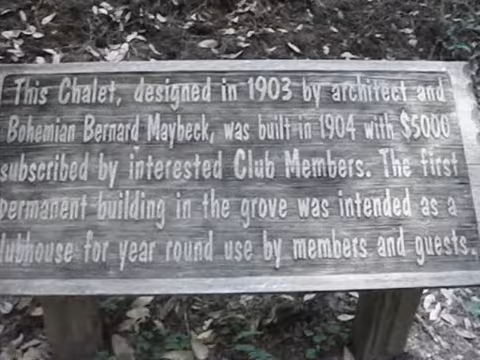 This Chalet, designed in 1903 by architect and
Bohemian Bernard Maybeck, was built in 1904 with $5000
subscribed by interested Club Members. The first
permanent building in the grove was intended as a
lubhouse for year round use by members and guests.